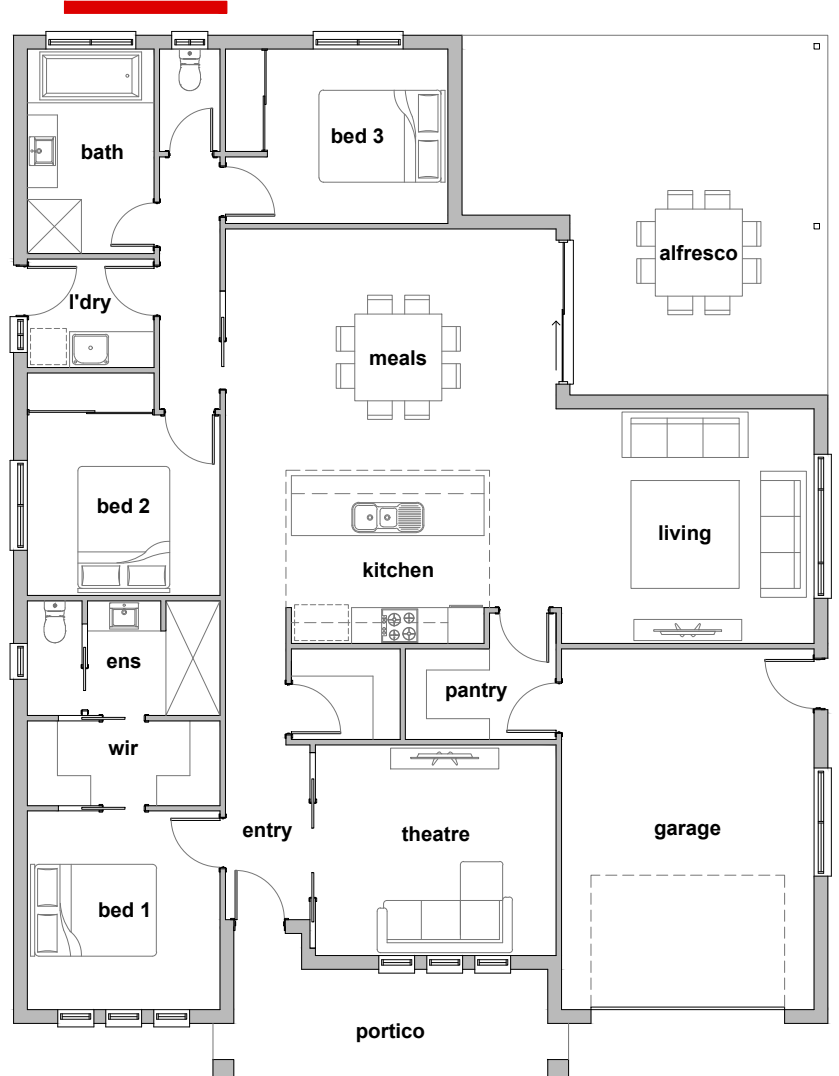 bed 3
bath
alfresco
l'dry
meals
bed 2
living
kitchen
ens
pantry
wir
entry
theatre
garage
bed 1
portico